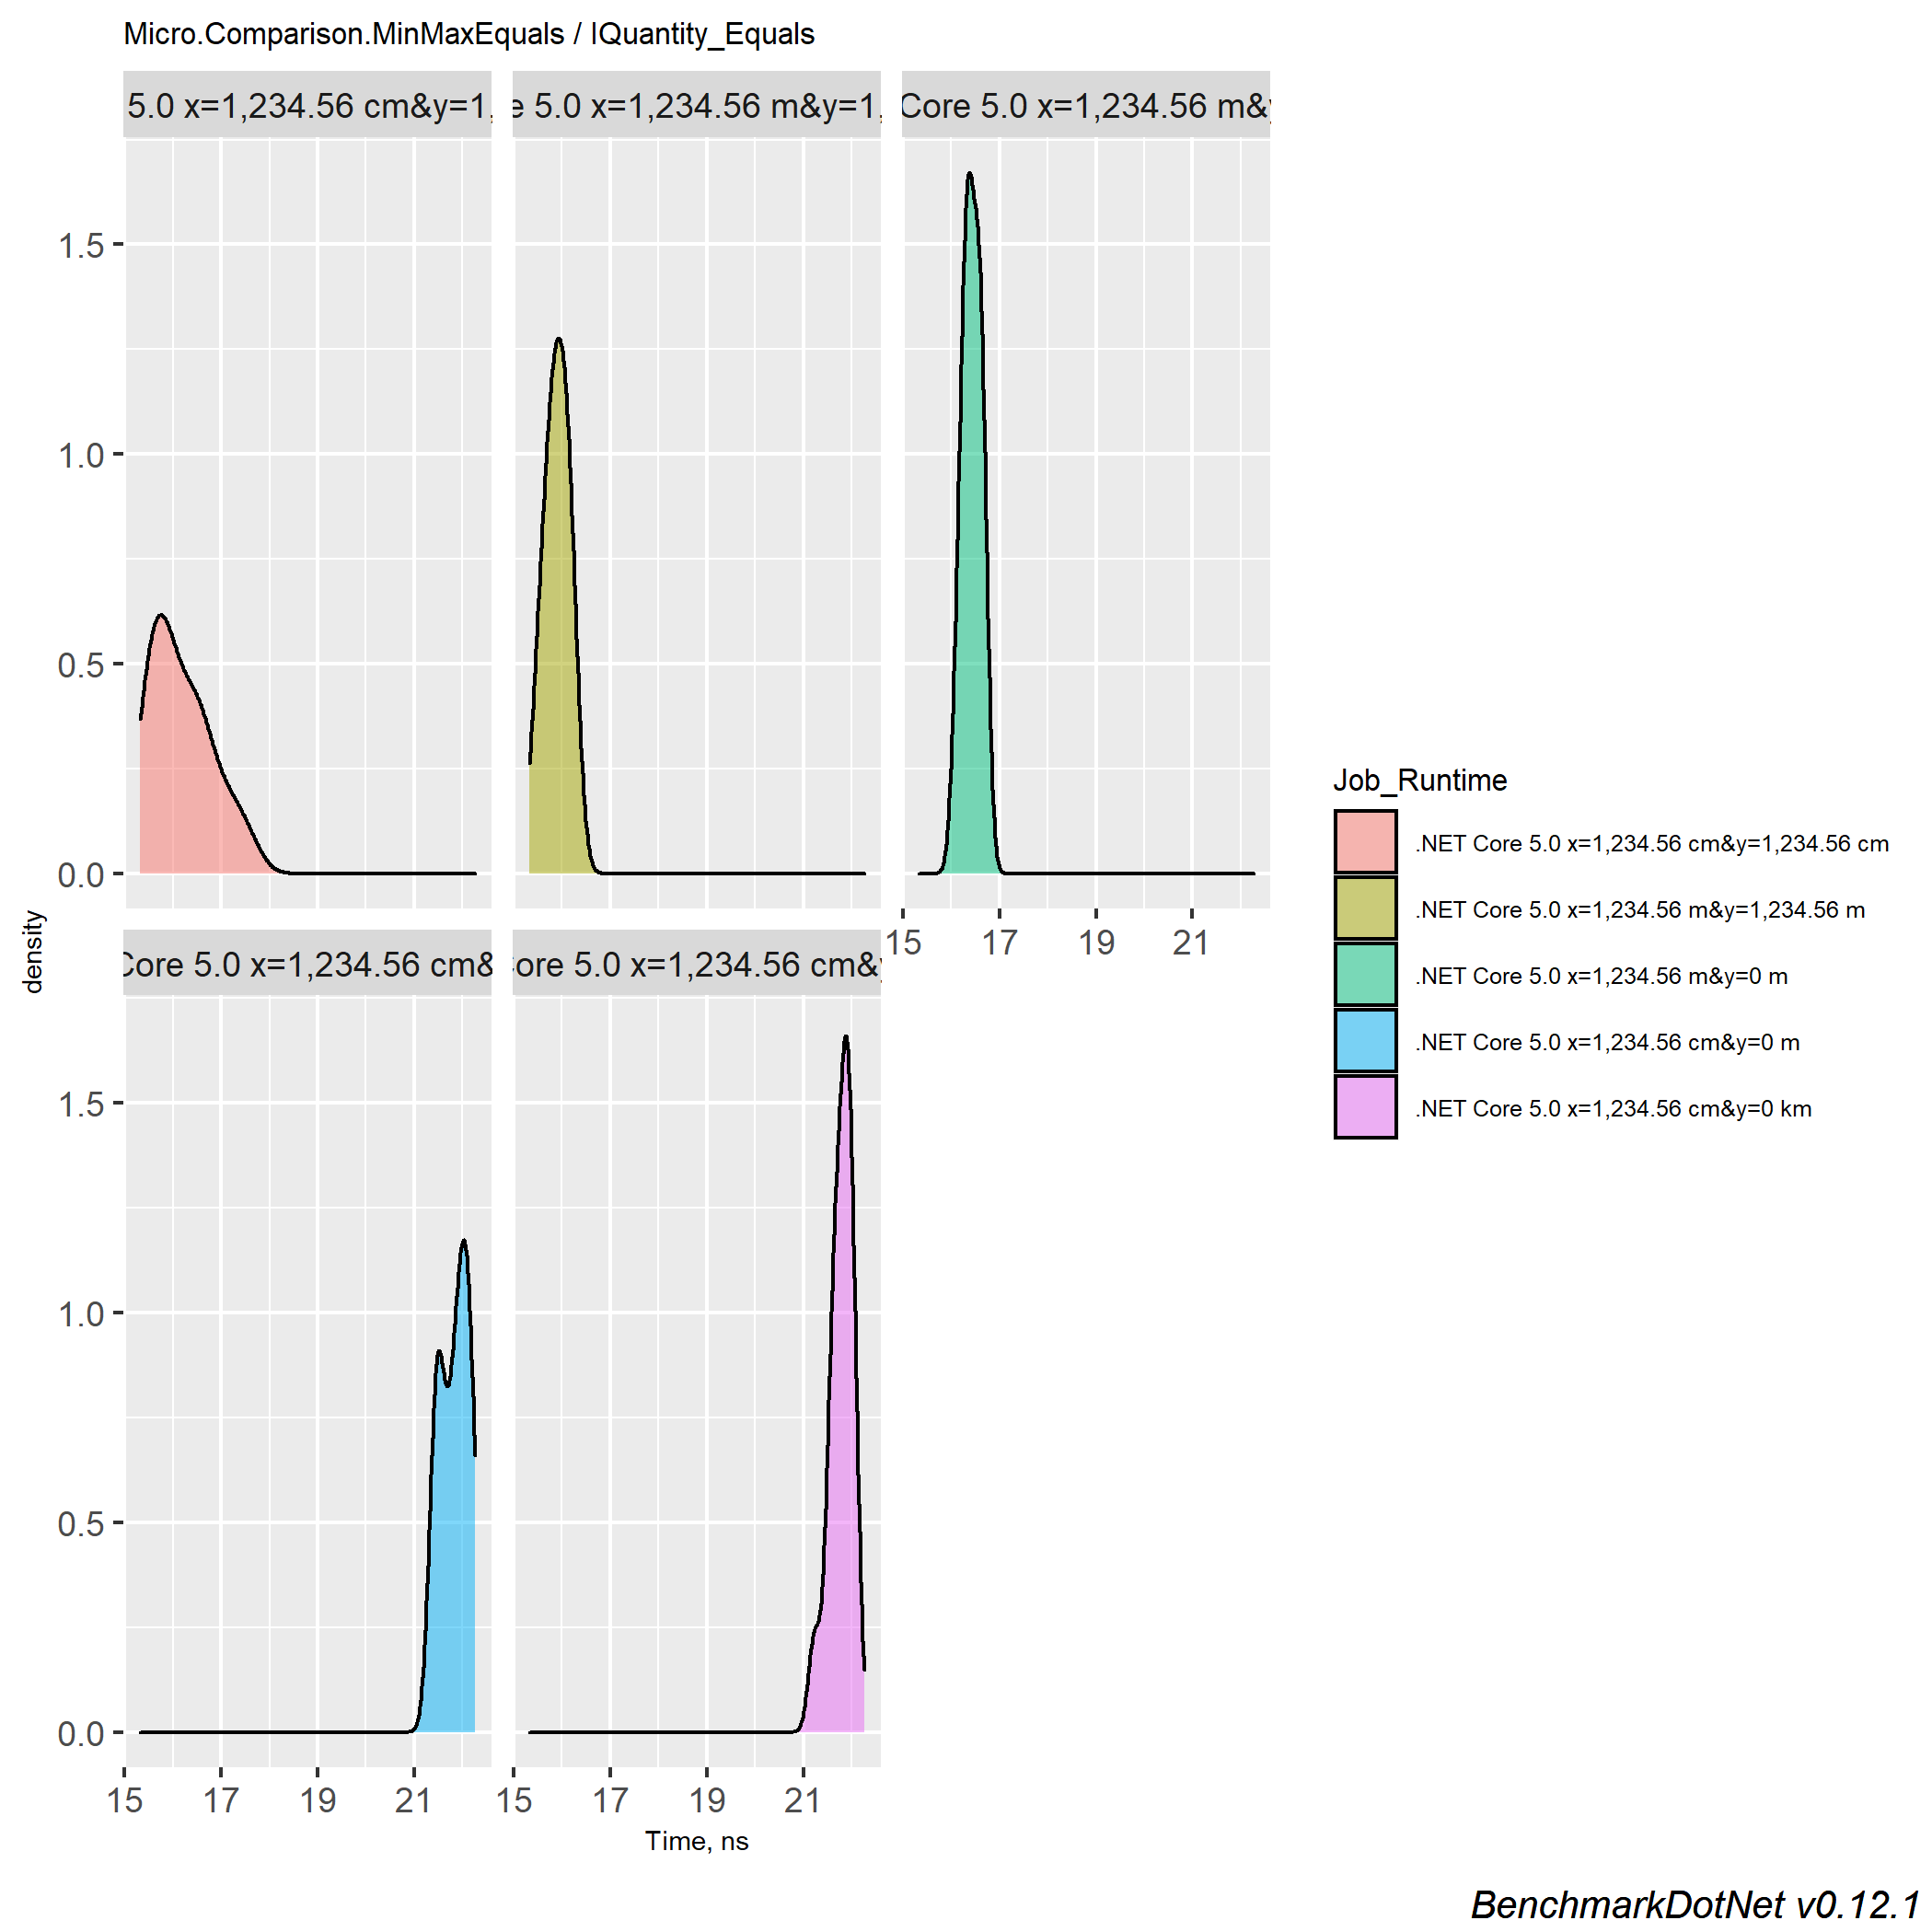 Micro.Comparison.MinMaxEquals / IQuantity_Equals
5.0 x=1,234.56 cm&y=1,
e 5.0 x=1,234.56 m&y=1,
Core 5.0 x=1,234.56 m&y
1.5
1.0
0.5
0.0
15 17 19 21
Core 5.0 x=1,234.56 cm&
Core 5.0 x=1,234.56 cm&y
1.5
1.0
0.5
0.0
15 17 19 21
15 17 19 21
density
Time, ns
Job_Runtime
.NET Core 5.0 x=1,234.56 cm&y=1,234.56 cm
.NET Core 5.0 x=1,234.56 m&y=1,234.56 m
.NET Core 5.0 x=1,234.56 m&y=0 m
.NET Core 5.0 x=1,234.56 cm&y=0 m
.NET Core 5.0 x=1,234.56 cm&y=0 km
BenchmarkDotNet v0.12.1